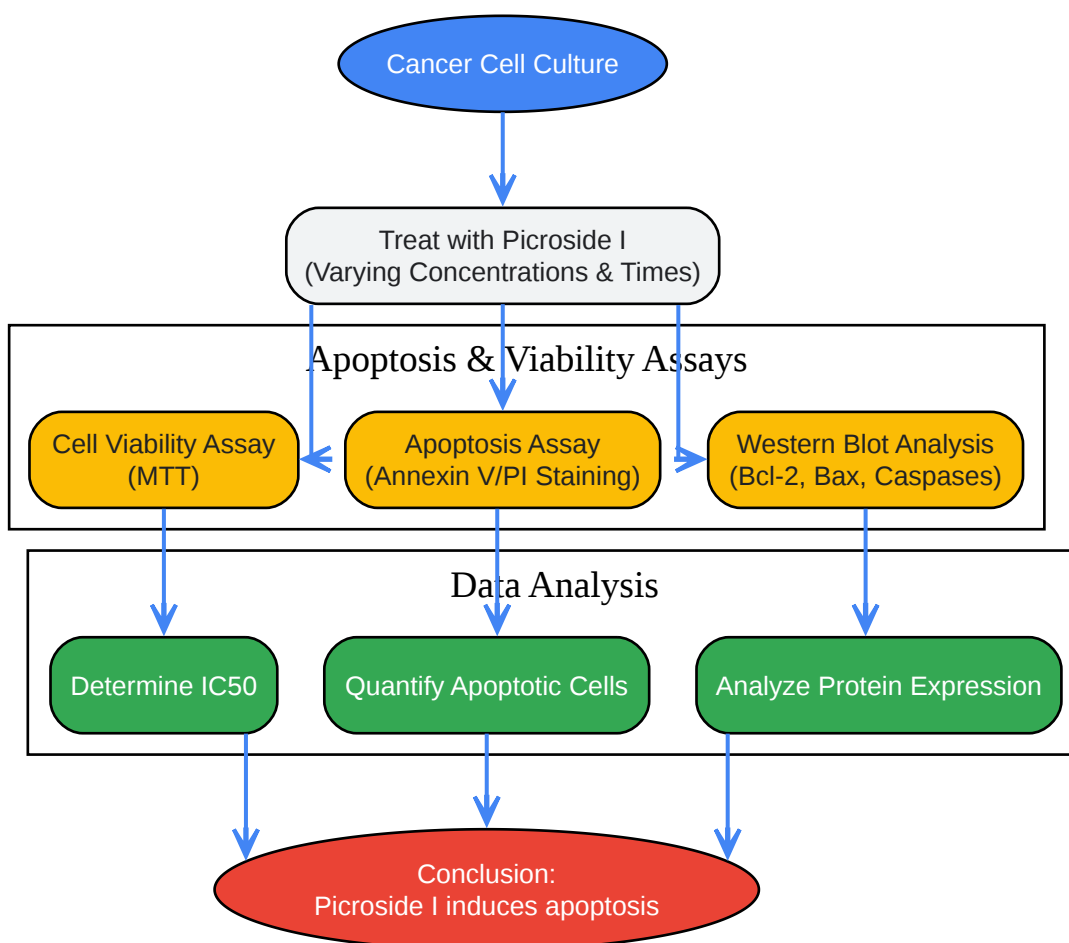 Cancer Cell Culture
Treat with Picroside I
(Varying Concentrations & Times)
Apoptosis & Viability Assays
Cell Viability Assay
(MTT)
Apoptosis Assay
(Annexin V/PI Staining)
Western Blot Analysis
(Bcl-2, Bax, Caspases)
Data Analysis
Determine IC50
Quantify Apoptotic Cells
Analyze Protein Expression
Conclusion:
Picroside I induces apoptosis